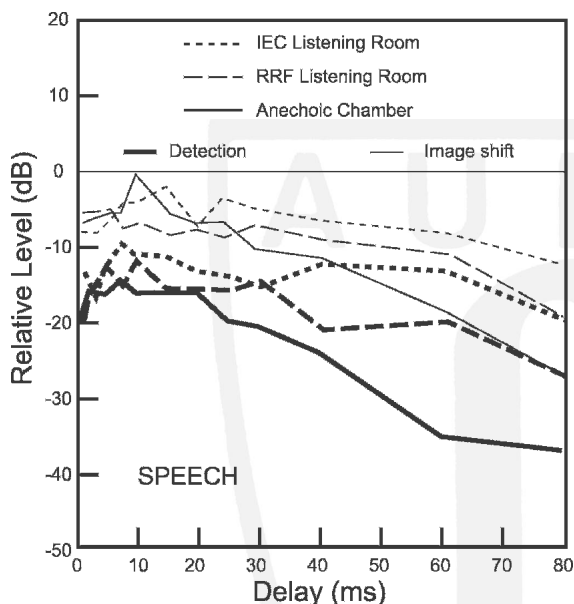 20
10
0
-10
-20
-30
-40
-50
Relative Level (dB)
IEC Listening Room
RRF Listening Room
Anechoic Chamber
Detection
Image shift
A U
SPEECH
0 10 20 30 40 50 60 70 80
Delay (ms)